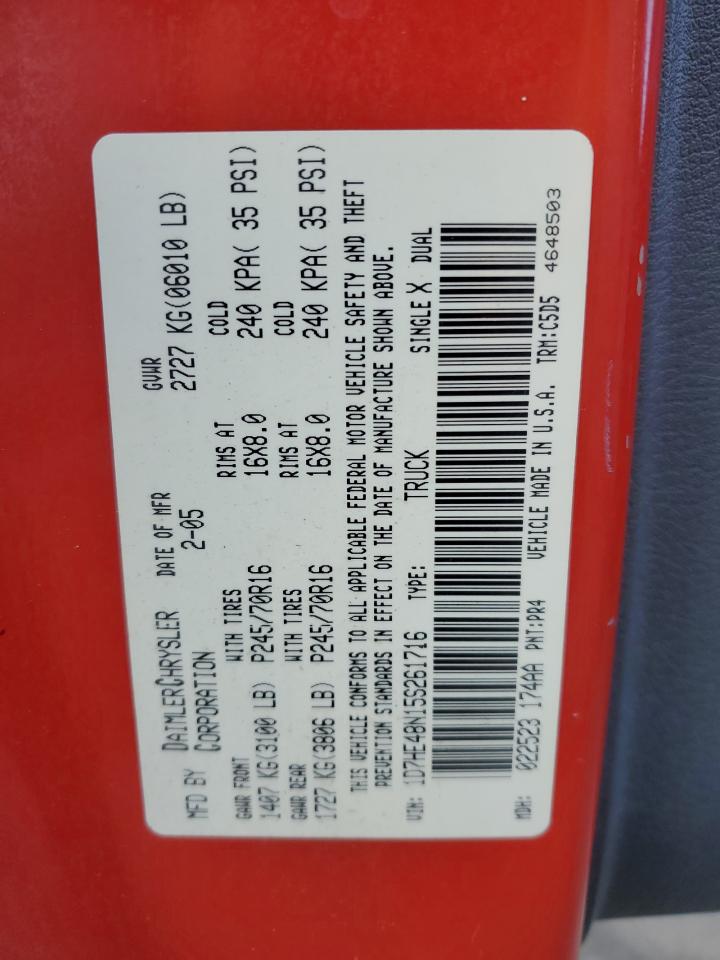 MFD BY DAIMLERCHRYSLER CORPORATION
DATE OF MFR 2-05
GVWR 2727 KG(06010 LB)
GAWR FRONT WITH TIRES RIMS AT COLD
1407 KG(3100 LB) P245/70R16 16X8.0 240 KPA( 35 PSI)
GAWR REAR WITH TIRES RIMS AT COLD
1727 KG(3806 LB) P245/70R16 16X8.0 240 KPA( 35 PSI)
THIS VEHICLE CONFORMS TO ALL APPLICABLE FEDERAL MOTOR VEHICLE SAFETY AND THEFT
PREVENTION STANDARDS IN EFFECT ON THE DATE OF MANUFACTURE SHOWN ABOVE.
VIN: 1D7HE48N15S261716 TYPE: TRUCK SINGLE X DUAL
MDH: 022523 174AA PNT:PR4 VEHICLE MADE IN U.S.A. TRM:C5D5
4648503